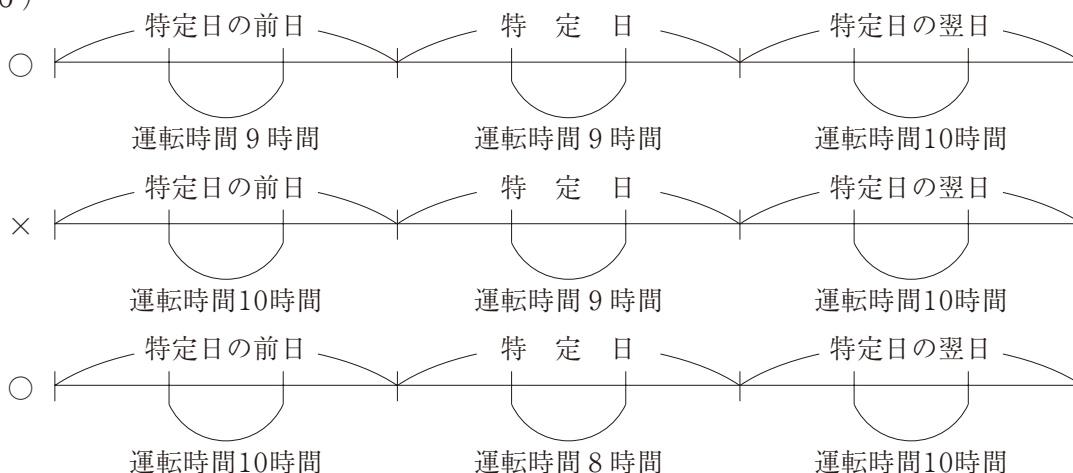 特定日の前日 特 定 日 特定日の翌日
○
運転時間9時間 運転時間9時間 運転時間10時間
特定日の前日 特 定 日 特定日の翌日
×
運転時間10時間 運転時間9時間 運転時間10時間
特定日の前日 特 定 日 特定日の翌日
○
運転時間10時間 運転時間8時間 運転時間10時間